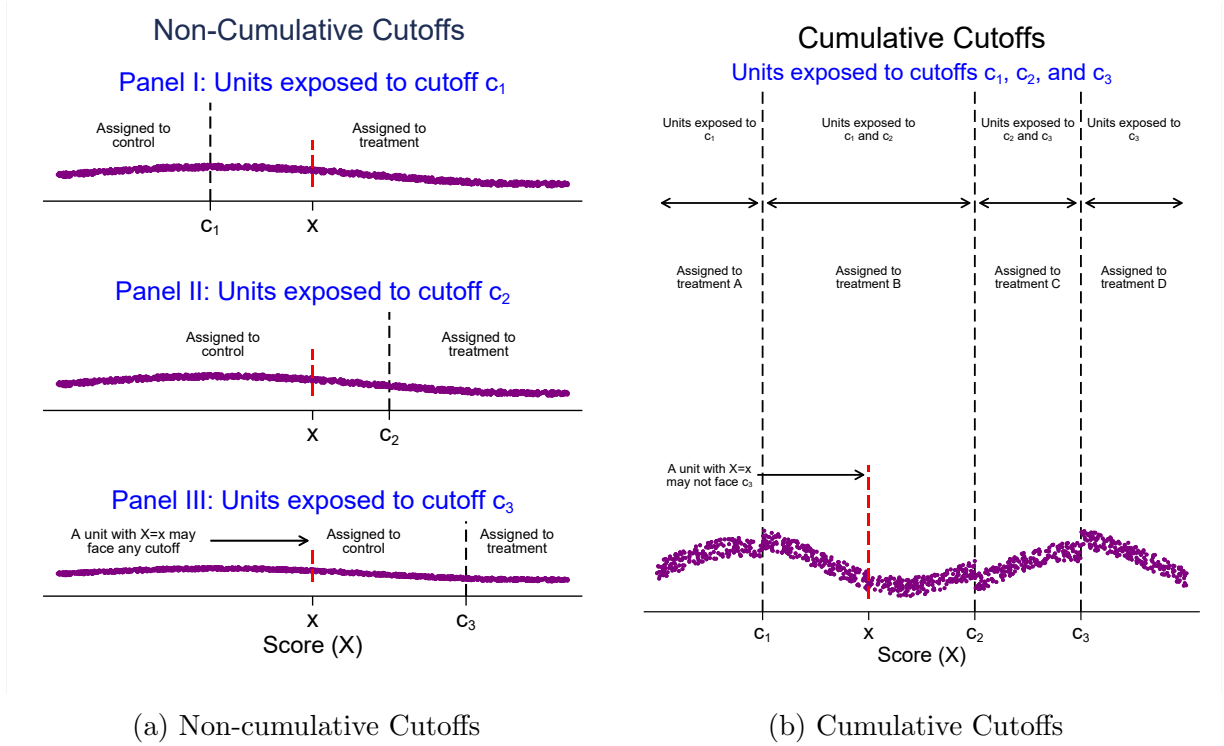 Non-Cumulative Cutoffs
Panel I: Units exposed to cutoff c₁
Assigned to
control
Assigned to
treatment
c₁
x
Panel II: Units exposed to cutoff c₂
Assigned to
control
Assigned to
treatment
x
c₂
Panel III: Units exposed to cutoff c₃
A unit with X=x may
face any cutoff
Assigned to
control
Assigned to
treatment
x
c₃
Score (X)
(a) Non-cumulative Cutoffs
Cumulative Cutoffs
Units exposed to cutoffs c₁, c₂, and c₃
Units exposed to
c₁
Units exposed to
c₁ and c₂
Units exposed to
c₂ and c₃
Units exposed to
c₃
Assigned to
treatment A
Assigned to
treatment B
Assigned to
treatment C
Assigned to
treatment D
A unit with X=x
may not face c₃
c₁
x
c₂
c₃
Score (X)
(b) Cumulative Cutoffs